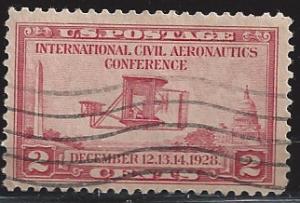 U.S. POSTAGE
INTERNATIONAL CIVIL AERONAUTICS
CONFERENCE
2 DECEMBER 12.13.14.1928 2
CENTS